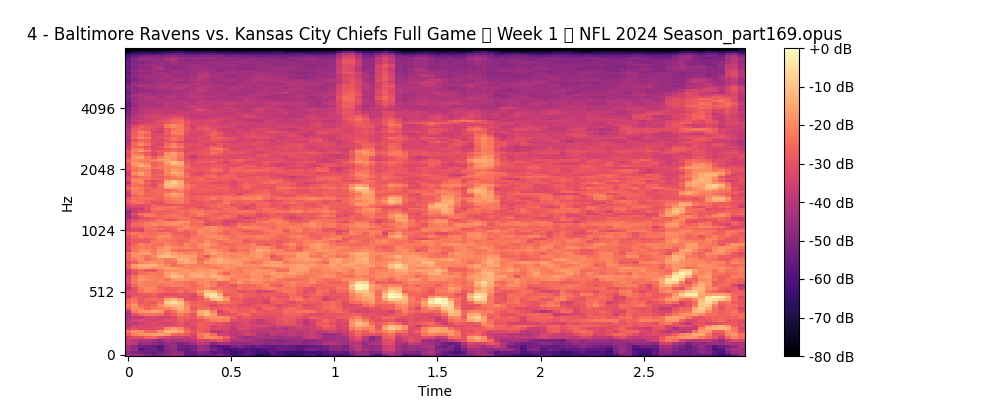 4 - Baltimore Ravens vs. Kansas City Chiefs Full Game ▯ Week 1 ▯ NFL 2024 Season_part169.opus
+0 dB
-10 dB
-20 dB
-30 dB
-40 dB
-50 dB
-60 dB
-70 dB
-80 dB
Hz
4096
2048
1024
512
0
0 0.5 1 1.5 2 2.5
Time